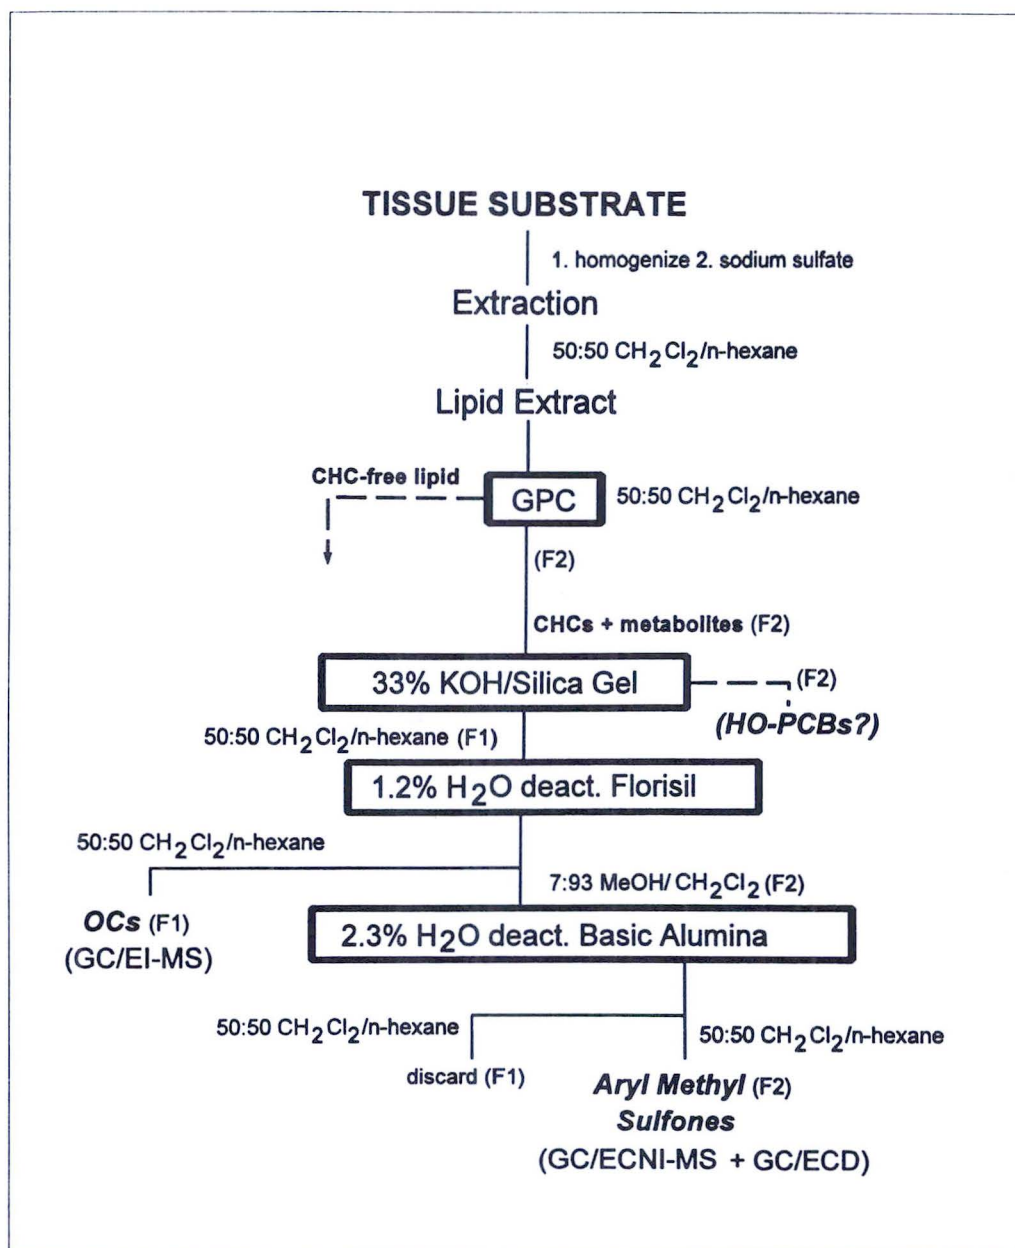 TISSUE SUBSTRATE
1. homogenize 2. sodium sulfate
Extraction
50:50 CH2Cl2/n-hexane
Lipid Extract
CHC-free lipid
GPC
50:50 CH2Cl2/n-hexane
(F2)
CHCs + metabolites (F2)
33% KOH/Silica Gel
(F2)
(HO-PCBs?)
50:50 CH2Cl2/n-hexane (F1)
1.2% H2O deact. Florisil
50:50 CH2Cl2/n-hexane
7:93 MeOH/ CH2Cl2 (F2)
OCs (F1)
(GC/EI-MS)
2.3% H2O deact. Basic Alumina
50:50 CH2Cl2/n-hexane
50:50 CH2Cl2/n-hexane
discard (F1)
Aryl Methyl (F2)
Sulfones
(GC/ECNI-MS + GC/ECD)